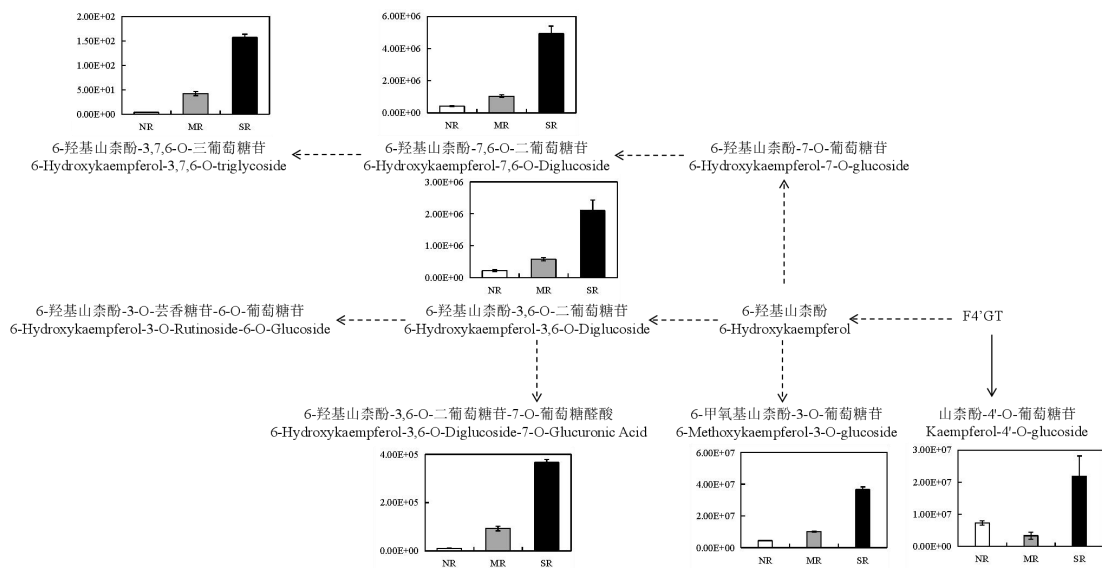 2.00E+02
1.50E+02
1.00E+02
5.00E+01
0.00E+00
NR MR SR
6.00E+06
4.00E+06
2.00E+06
0.00E+00
NR MR SR
6-羟基山柰酚-3,7,6-O-三葡萄糖苷
6-Hydroxykaempferol-3,7,6-O-triglycoside
6-羟基山柰酚-7,6-O-二葡萄糖苷
6-Hydroxykaempferol-7,6-O-Diglucoside
6-羟基山柰酚-7-O-葡萄糖苷
6-Hydroxykaempferol-7-O-glucoside
3.00E+06
2.00E+06
1.00E+06
0.00E+00
NR MR SR
6-羟基山柰酚-3-O-芸香糖苷-6-O-葡萄糖苷
6-Hydroxykaempferol-3-O-Rutinoside-6-O-Glucoside
6-羟基山柰酚-3,6-O-二葡萄糖苷
6-Hydroxykaempferol-3,6-O-Diglucoside
6-羟基山柰酚
6-Hydroxykaempferol
F4’GT
6-羟基山柰酚-3,6-O-二葡萄糖苷-7-O-葡萄糖醛酸
6-Hydroxykaempferol-3,6-O-Diglucoside-7-O-Glucuronic Acid
6-甲氧基山柰酚-3-O-葡萄糖苷
6-Methoxykaempferol-3-O-glucoside
山柰酚-4'-O-葡萄糖苷
Kaempferol-4'-O-glucoside
4.00E+05
2.00E+05
0.00E+00
NR MR SR
6.00E+07
4.00E+07
2.00E+07
0.00E+00
NR MR SR
3.00E+07
2.00E+07
1.00E+07
0.00E+00
NR MR SR